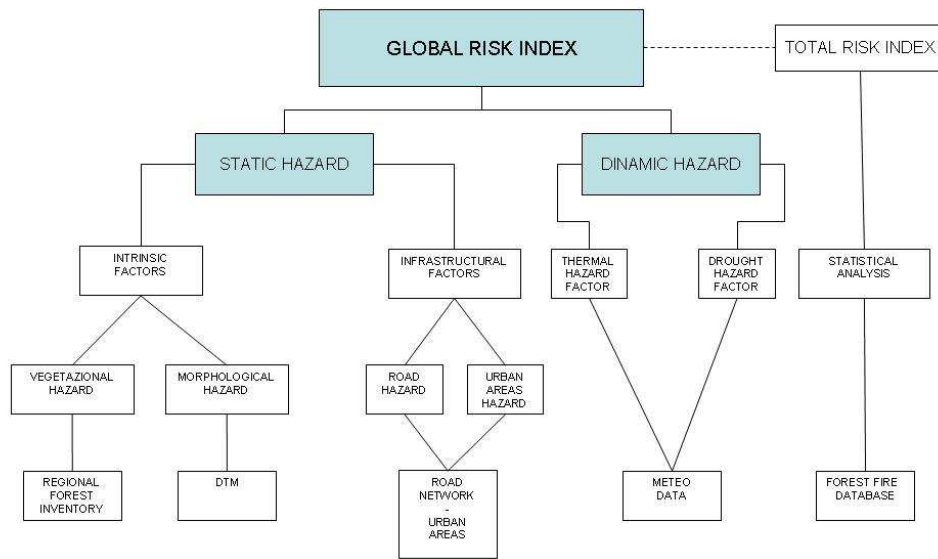 GLOBAL RISK INDEX
TOTAL RISK INDEX
STATIC HAZARD
DINAMIC HAZARD
INTRINSIC
FACTORS
INFRASTRUCTURAL
FACTORS
THERMAL
HAZARD
FACTOR
DROUGHT
HAZARD
FACTOR
STATISTICAL
ANALYSIS
VEGETAZIONAL
HAZARD
MORPHOLOGICAL
HAZARD
ROAD
HAZARD
URBAN
AREAS
HAZARD
REGIONAL
FOREST
INVENTORY
DTM
ROAD
NETWORK
-
URBAN
AREAS
METEO
DATA
FOREST FIRE
DATABASE